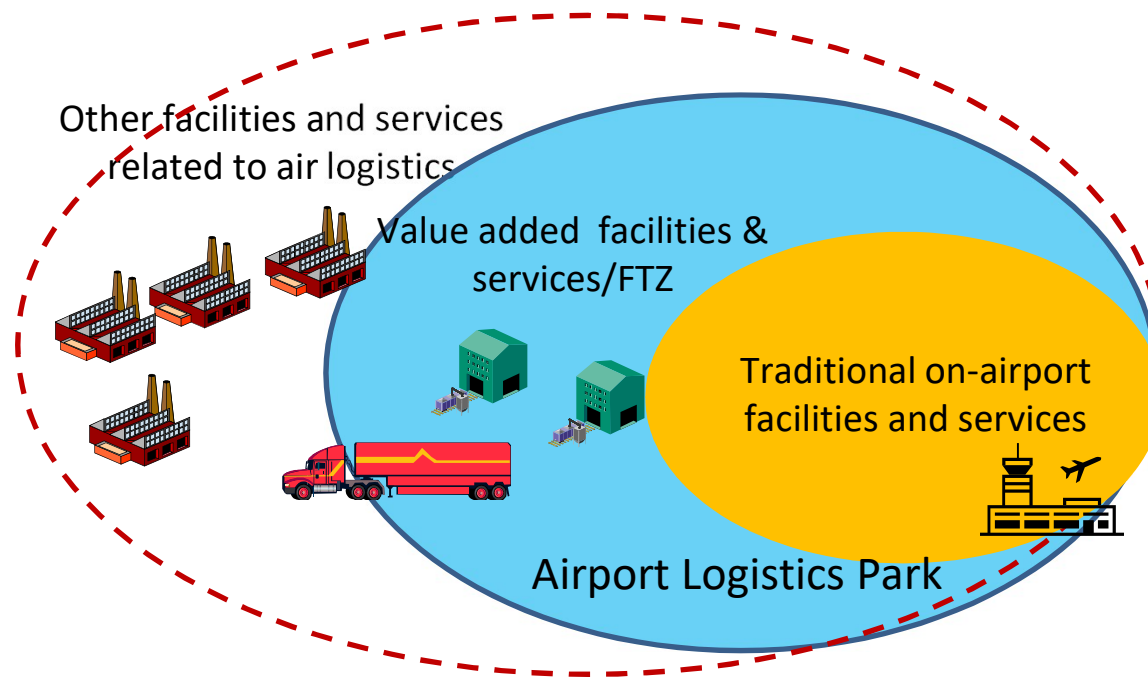 Other facilities and services
related to air logistics
Value added  facilities &
services/FTZ
Traditional on-airport
facilities and services
Airport Logistics Park